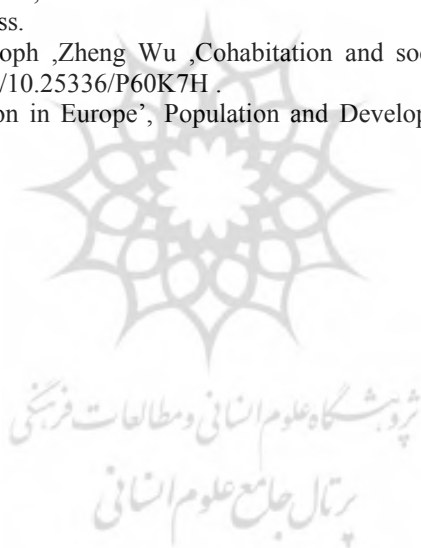 ss.
oph ,Zheng Wu ,Cohabitation and soc
/10.25336/P60K7H .
on in Europe’, Population and Develop
پژوهشگاه علوم انسانی و مطالعات فرهنگی
پرتال جامع علوم انسانی